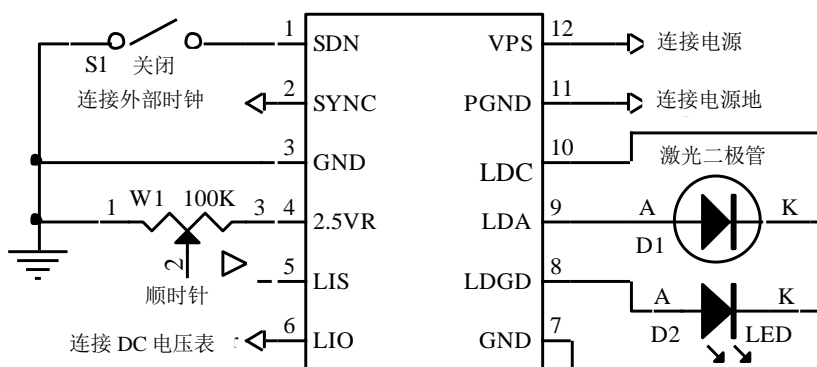 1 SDN VPS 12 连接电源
S1 关闭
连接外部时钟 2 SYNC PGND 11 连接电源地
3 GND LDC 10 激光二极管
1 W1 100K 3 4 2.5VR LDA 9 A D1 K
2 顺时针 5 LIS LDGD 8 A D2 LED K
连接 DC 电压表 6 LIO GND 7